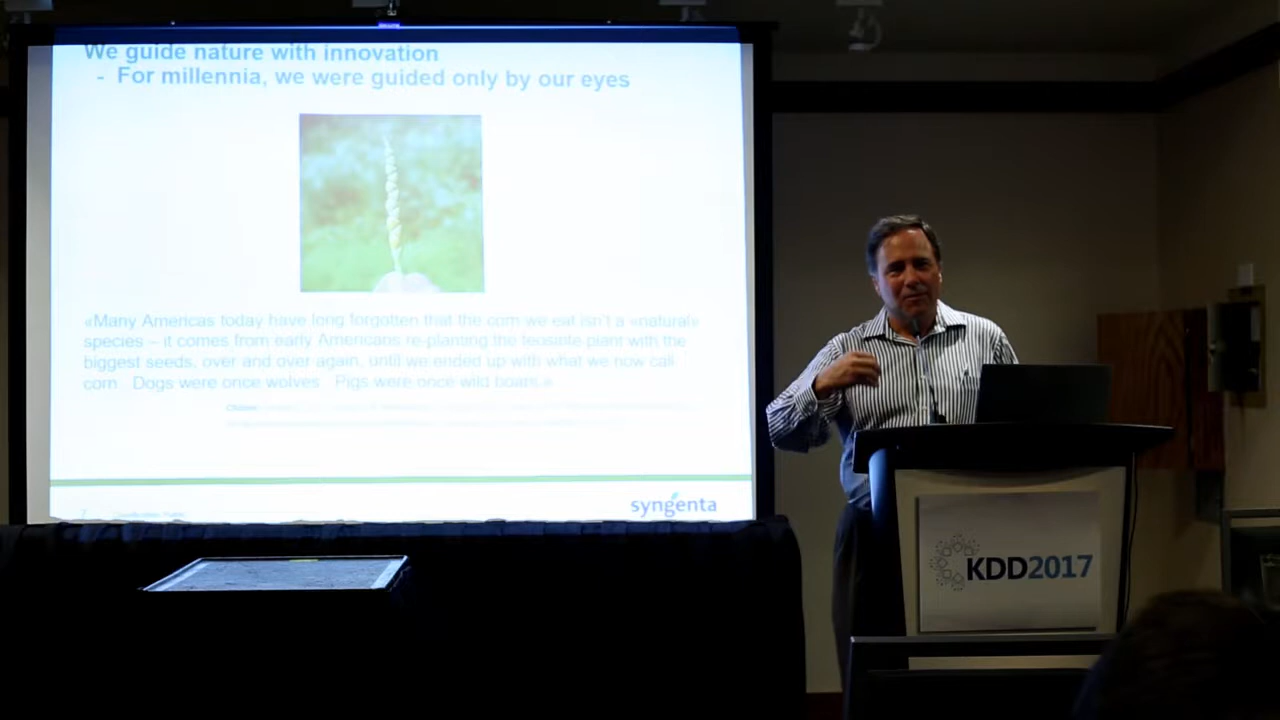 We guide nature with innovation
- For millennia, we were guided only by our eyes
«Many Americas today have long forgotten that the corn we eat isn't a «natural»
species – it comes from early Americans re-planting the teosinte plant with the
biggest seeds, over and over again, until we ended up with what we now call
corn. Dogs were once wolves. Pigs were once wild boars.»
7 Classification: Public
syngenta
KDD2017